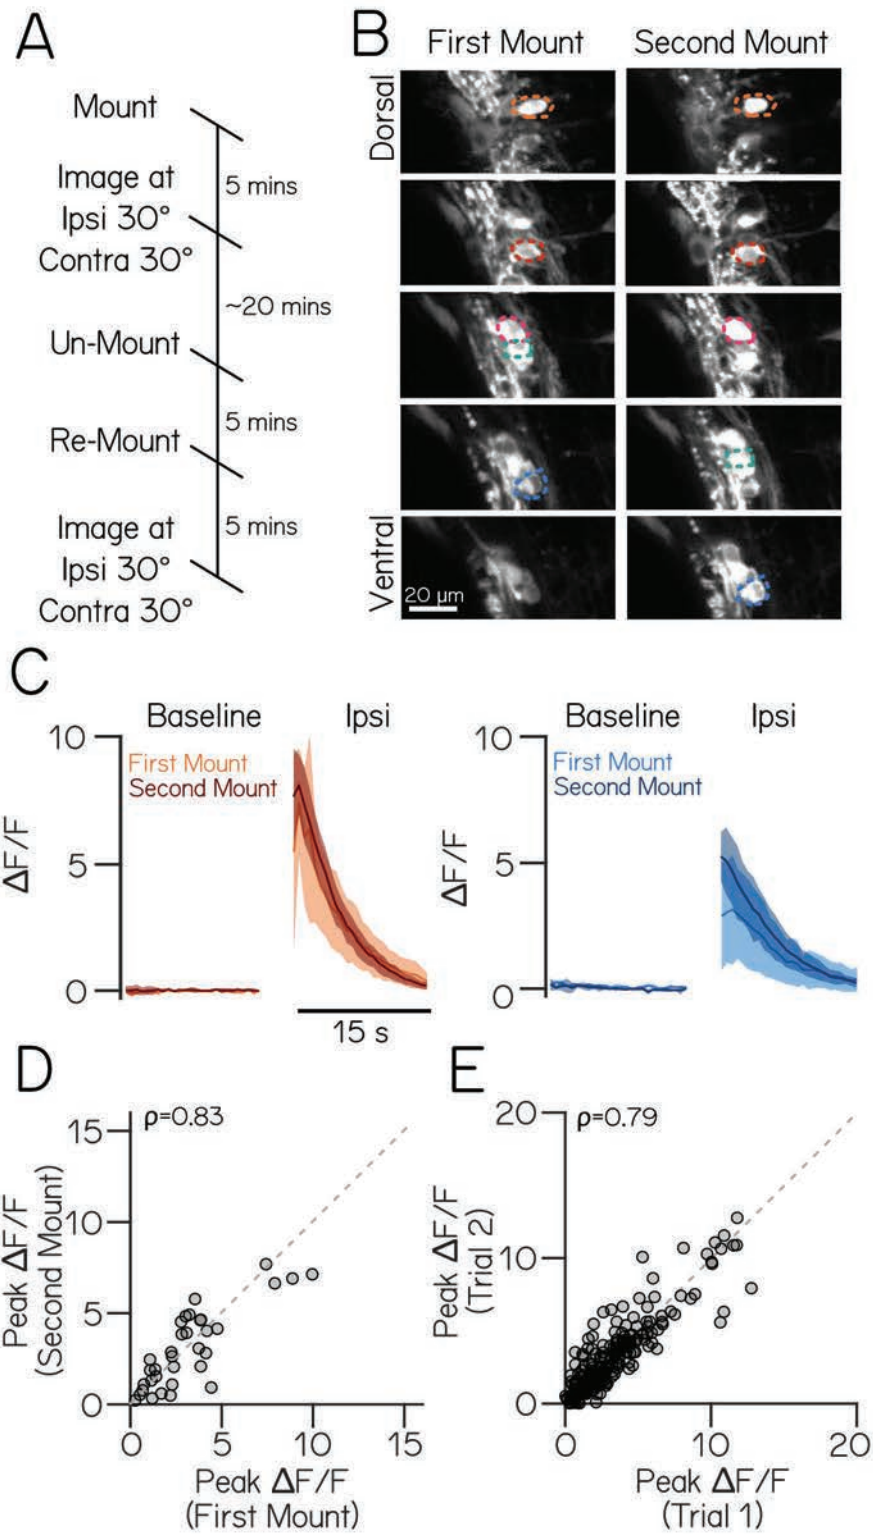 A
Mount
5 mins
Image at
Ipsi 30°
Contra 30°
~20 mins
Un-Mount
5 mins
Re-Mount
5 mins
Image at
Ipsi 30°
Contra 30°
B
First Mount
Second Mount
Dorsal
Ventral
20 µm
C
Baseline
Ipsi
10
First Mount
Second Mount
ΔF/F
5
0
15 s
Baseline
Ipsi
10
First Mount
Second Mount
ΔF/F
5
0
D
ρ=0.83
15
10
5
0
Peak ΔF/F
(Second Mount)
0
5
10
15
Peak ΔF/F
(First Mount)
E
ρ=0.79
20
10
0
Peak ΔF/F
(Trial 2)
0
10
20
Peak ΔF/F
(Trial 1)